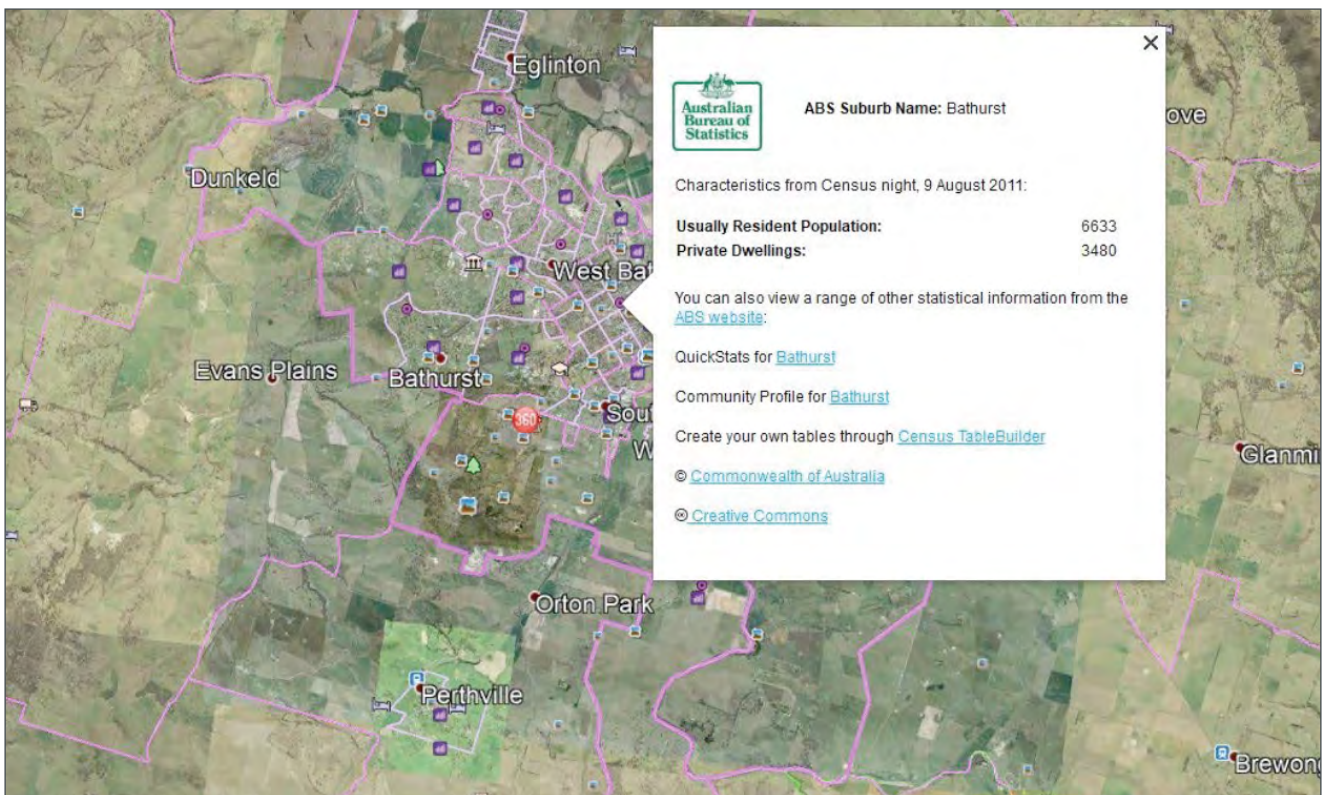 Eglinton
Dunkeld
West Bat
Evans Plains
Bathurst
360
Sout
W
Orton Park
Perthville
ove
Glanmi
Brewong
Australian
Bureau of
Statistics
ABS Suburb Name: Bathurst
Characteristics from Census night, 9 August 2011:
Usually Resident Population: 6633
Private Dwellings: 3480
You can also view a range of other statistical information from the
ABS website:
QuickStats for Bathurst
Community Profile for Bathurst
Create your own tables through Census TableBuilder
© Commonwealth of Australia
🅭 Creative Commons